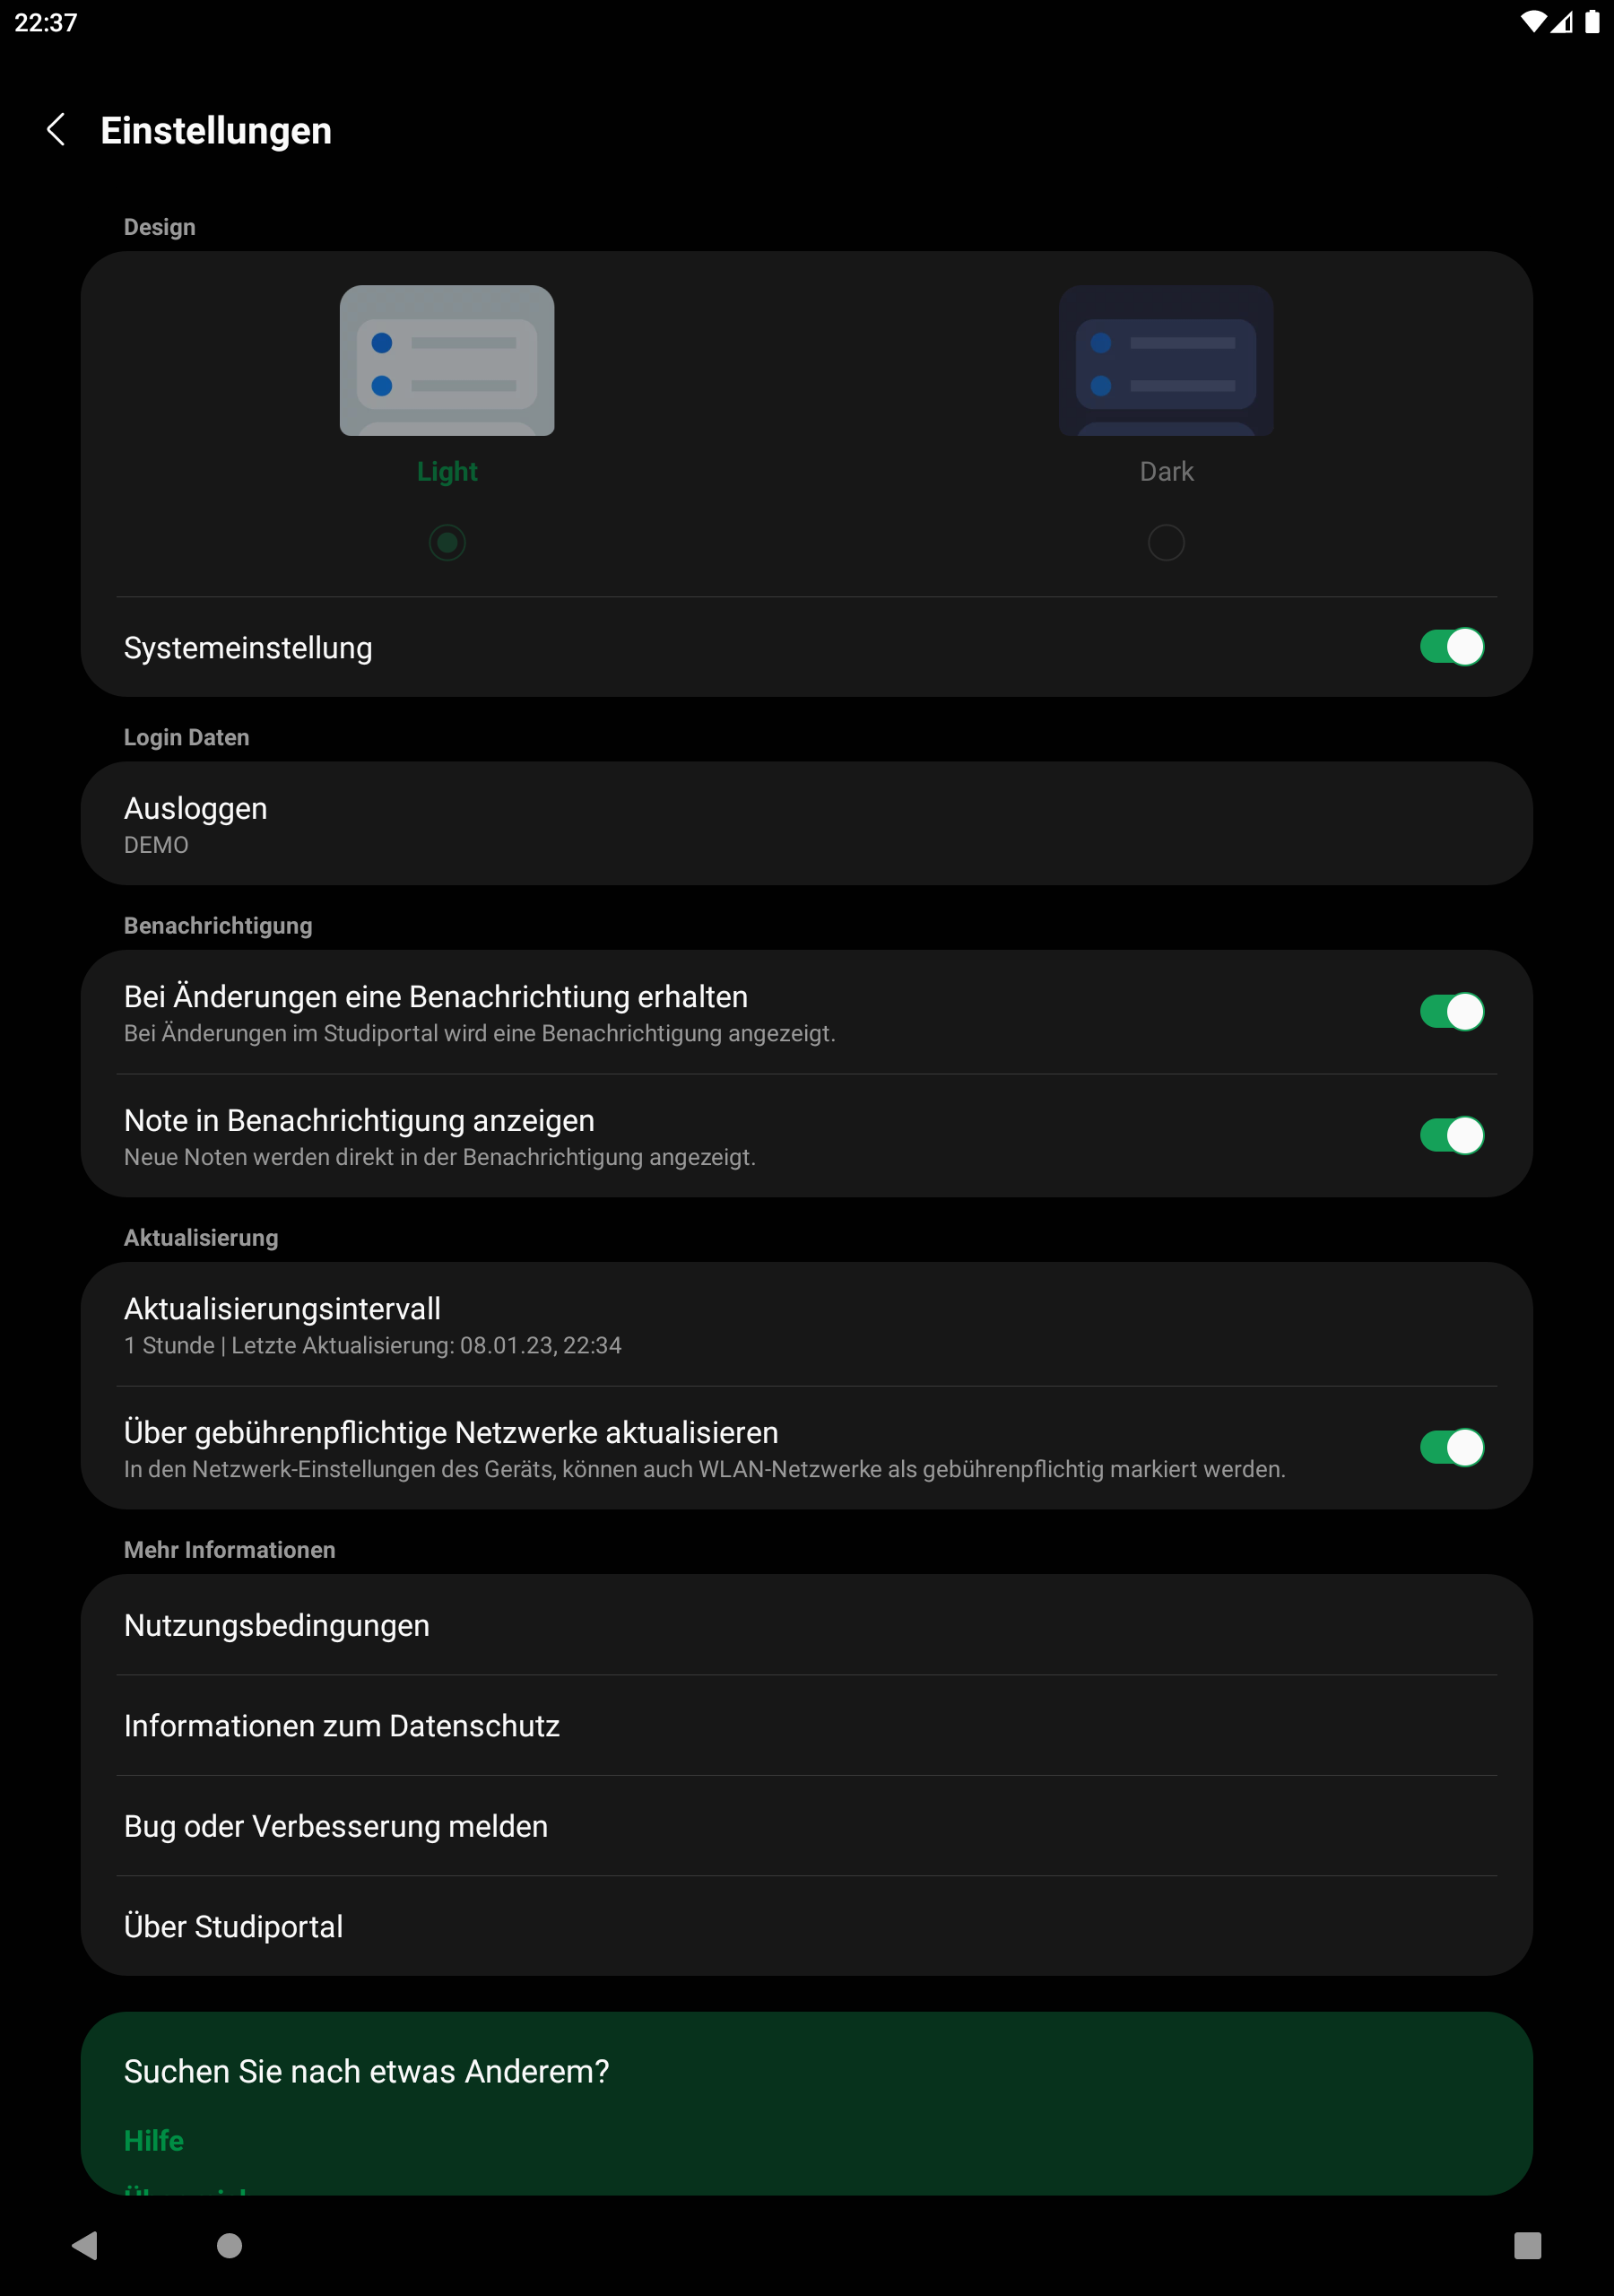 22:37
Einstellungen
Design
Light
Dark
Systemeinstellung
Login Daten
Ausloggen
DEMO
Benachrichtigung
Bei Änderungen eine Benachrichtiung erhalten
Bei Änderungen im Studiportal wird eine Benachrichtigung angezeigt.
Note in Benachrichtigung anzeigen
Neue Noten werden direkt in der Benachrichtigung angezeigt.
Aktualisierung
Aktualisierungsintervall
1 Stunde | Letzte Aktualisierung: 08.01.23, 22:34
Über gebührenpflichtige Netzwerke aktualisieren
In den Netzwerk-Einstellungen des Geräts, können auch WLAN-Netzwerke als gebührenpflichtig markiert werden.
Mehr Informationen
Nutzungsbedingungen
Informationen zum Datenschutz
Bug oder Verbesserung melden
Über Studiportal
Suchen Sie nach etwas Anderem?
Hilfe